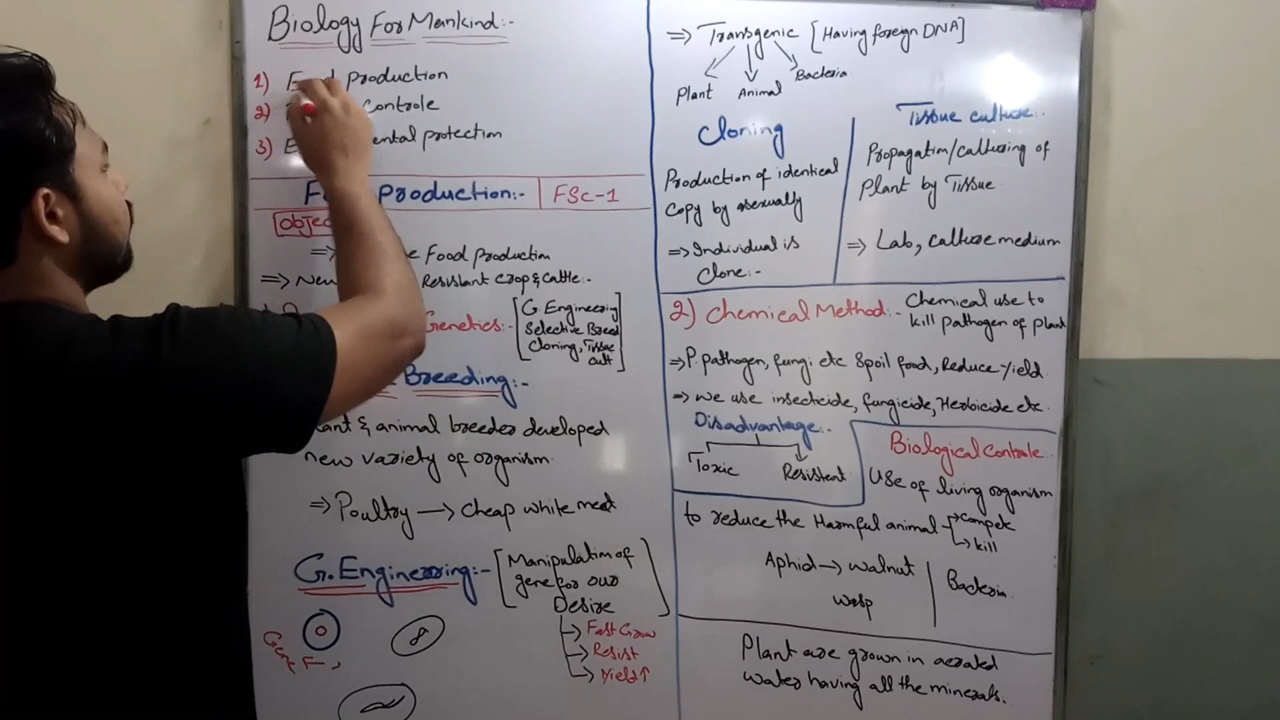 Biology For Mankind:-
1) Food production
2) Controle
3) E ental protection
Production:-
FSc-1
Objec
⇒ e Food production
⇒ New Resistant crop & Cattle:-
Genetics:-
G. Engineering
Selective Breed
Cloning, Tissue
cult
Breeding:-
ant & animal breeder developed
new variety of organism
⇒ Poultry → cheap white meat
G. Engineering:-
Manipulation of
gene for our
Desire
Fast Grow
Resist
Yield↑
Gene
⇒ Transgenic [Having foreign DNA]
Plant Animal Bacteria
Cloning
Production of identical
copy by asexually
⇒ Individual is
clone:-
Tissue culture:-
Propagation/culturing of
Plant by Tissue
⇒ Lab, Culture medium
2) Chemical Method:-
Chemical use to
kill pathogen of plant
⇒ P. pathogen, fungi etc Spoil food, Reduce Yield
⇒ we use insecticide, fungicide, Herbicide etc.
Disadvantage:-
Toxic Resistent
Biological Controle
Use of living organism
to reduce the Harmful animal → Compete
→ kill
Aphid → walnut
wasp
Bacteria
Plant are grown in aerated
water having all the minerals.